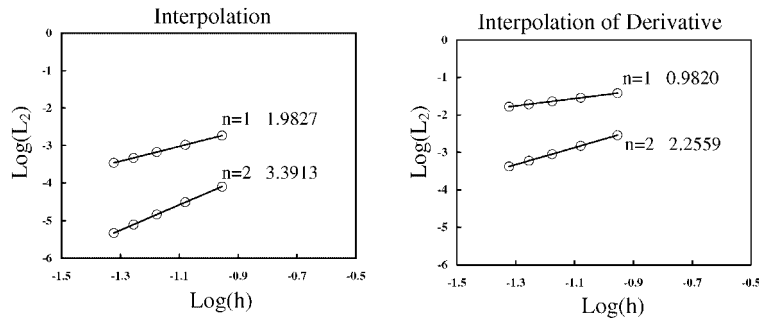 Interpolation
0
-1
-2
-3
-4
-5
-6
Log(L2)
n=1 1.9827
n=2 3.3913
-1.5 -1.3 -1.1 -0.9 -0.7 -0.5
Log(h)
Interpolation of Derivative
0
-1
-2
-3
-4
-5
-6
Log(L2)
n=1 0.9820
n=2 2.2559
-1.5 -1.3 -1.1 -0.9 -0.7 -0.5
Log(h)